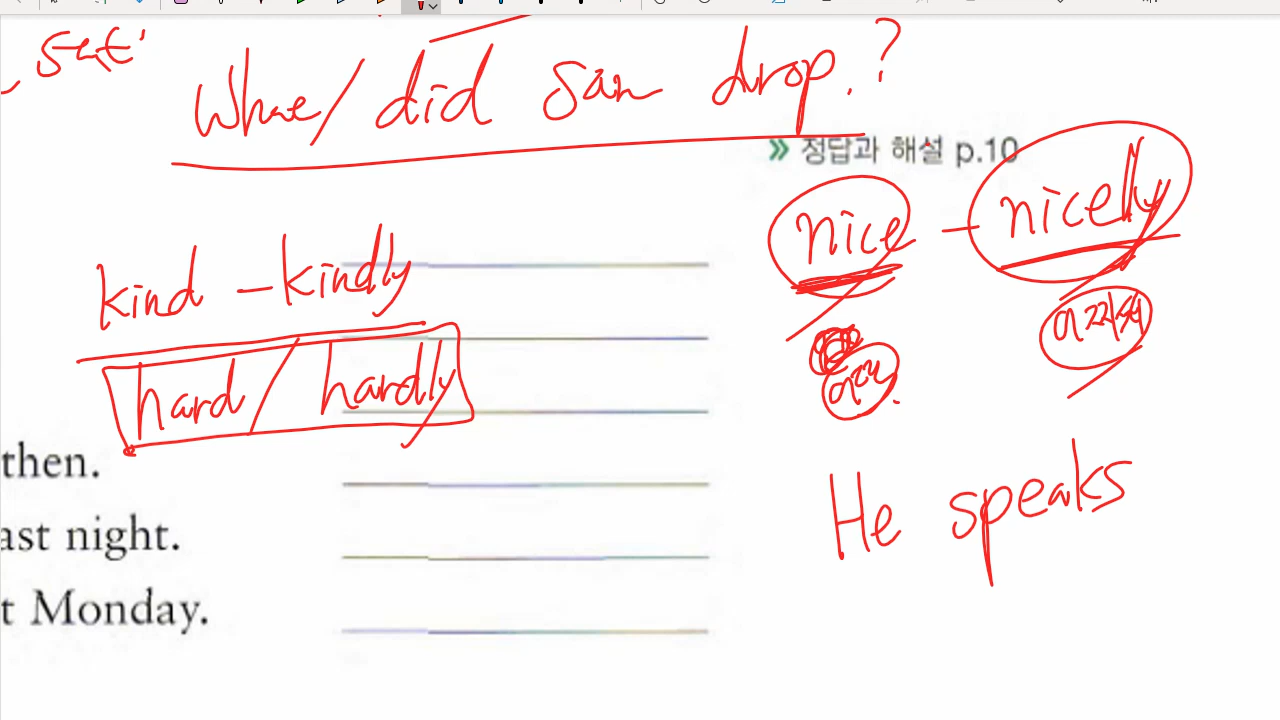 What/ did Sam drop.?
» 정답과 해설 p.10
nice - nicely
kind - kindly
hard / hardly
then.
ast night.
He speaks
t Monday.